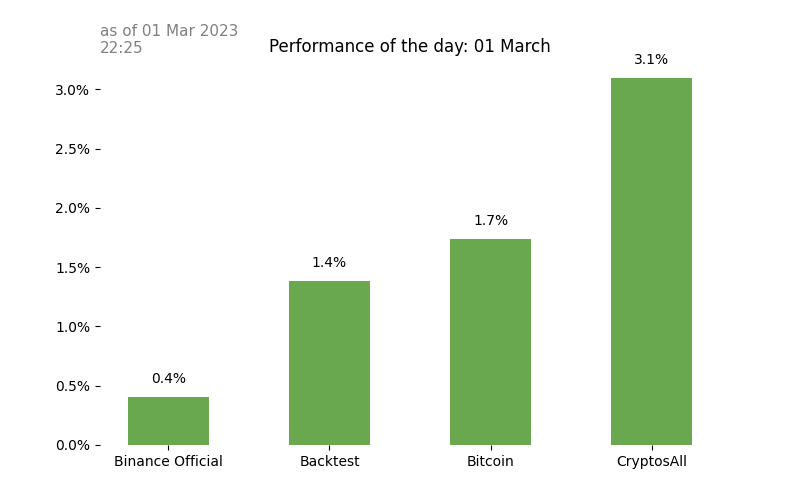 as of 01 Mar 2023
22:25
Performance of the day: 01 March
3.1%
3.0%
2.5%
2.0%
1.7%
1.5%
1.4%
1.0%
0.5%
0.4%
0.0%
Binance Official
Backtest
Bitcoin
CryptosAll